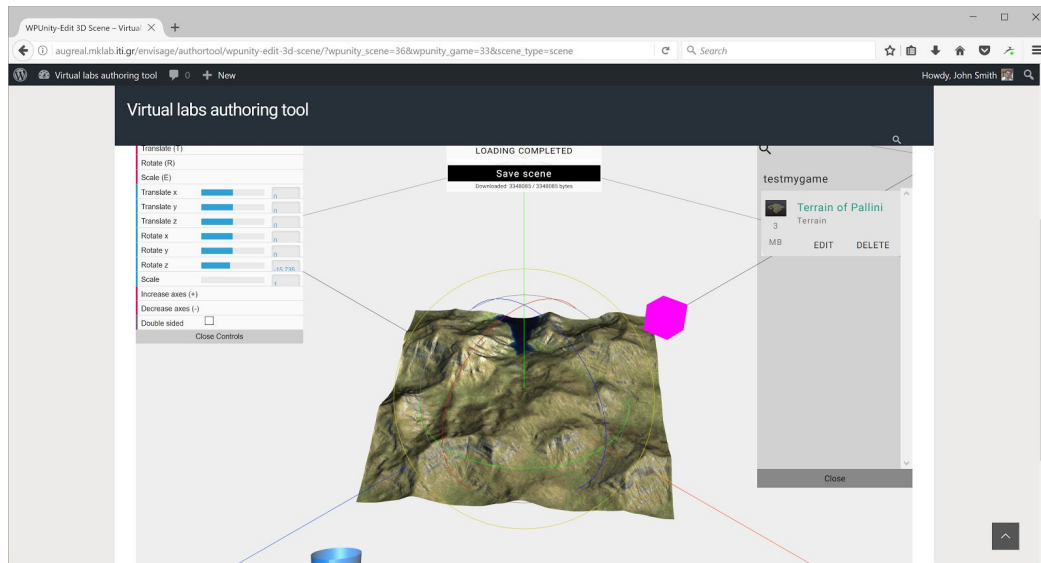 WPUnity-Edit 3D Scene – Virtual
augreal.mklab.iti.gr/envisage/authortool/wpunity-edit-3d-scene/?wpunity_scene=36&wpunity_game=33&scene_type=scene
Search
Virtual labs authoring tool 0 + New
Howdy, John Smith
Virtual labs authoring tool
Translate (T)
Rotate (R)
Scale (E)
Translate x 0
Translate y 0
Translate z 0
Rotate x 0
Rotate y 0
Rotate z -15.736
Scale 1
Increase axes (+)
Decrease axes (-)
Double sided
Close Controls
LOADING COMPLETED
Save scene
Downloaded: 3348085 / 3348085 bytes
testmygame
Terrain of Pallini
Terrain
3
MB
EDIT DELETE
Close